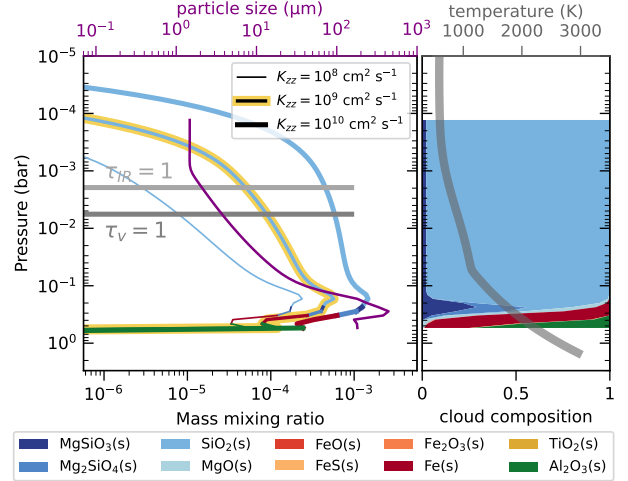 particle size (μm)
10⁻¹ 10⁰ 10¹ 10² 10³
temperature (K)
1000 2000 3000
Pressure (bar)
10⁻⁵
10⁻⁴
10⁻³
10⁻²
10⁻¹
10⁰
K_zz = 10⁸ cm² s⁻¹
K_zz = 10⁹ cm² s⁻¹
K_zz = 10¹⁰ cm² s⁻¹
τ_IR = 1
τ_v = 1
10⁻⁶ 10⁻⁵ 10⁻⁴ 10⁻³
Mass mixing ratio
0 0.5 1
cloud composition
MgSiO₃(s) SiO₂(s) FeO(s) Fe₂O₃(s) TiO₂(s)
Mg₂SiO₄(s) MgO(s) FeS(s) Fe(s) Al₂O₃(s)